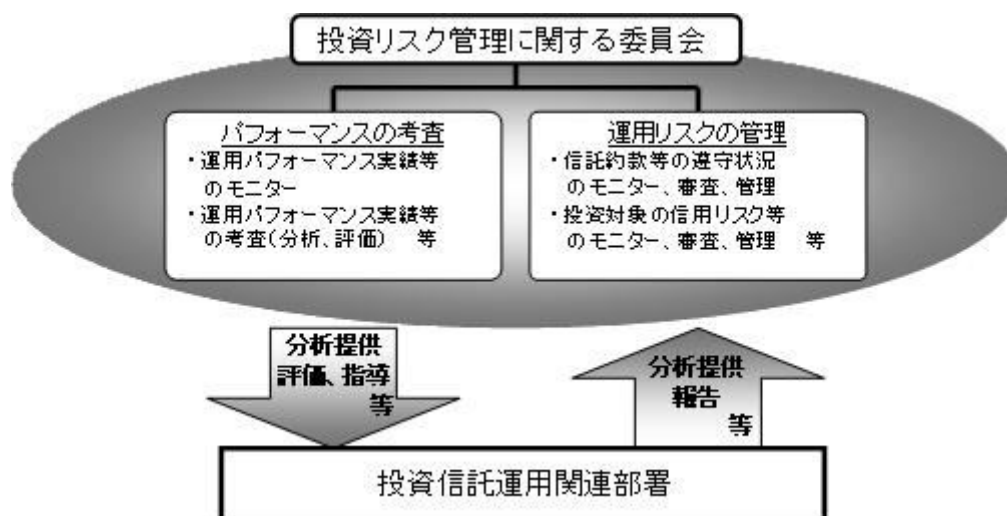 投資リスク管理に関する委員会
パフォーマンスの考査
・運用パフォーマンス実績等
のモニター
・運用パフォーマンス実績等
の考査(分析、評価) 等
運用リスクの管理
・信託約款等の遵守状況
のモニター、審査、管理
・投資対象の信用リスク等
のモニター、審査、管理 等
分析提供
評価、指導
等
分析提供
報告
等
投資信託運用関連部署